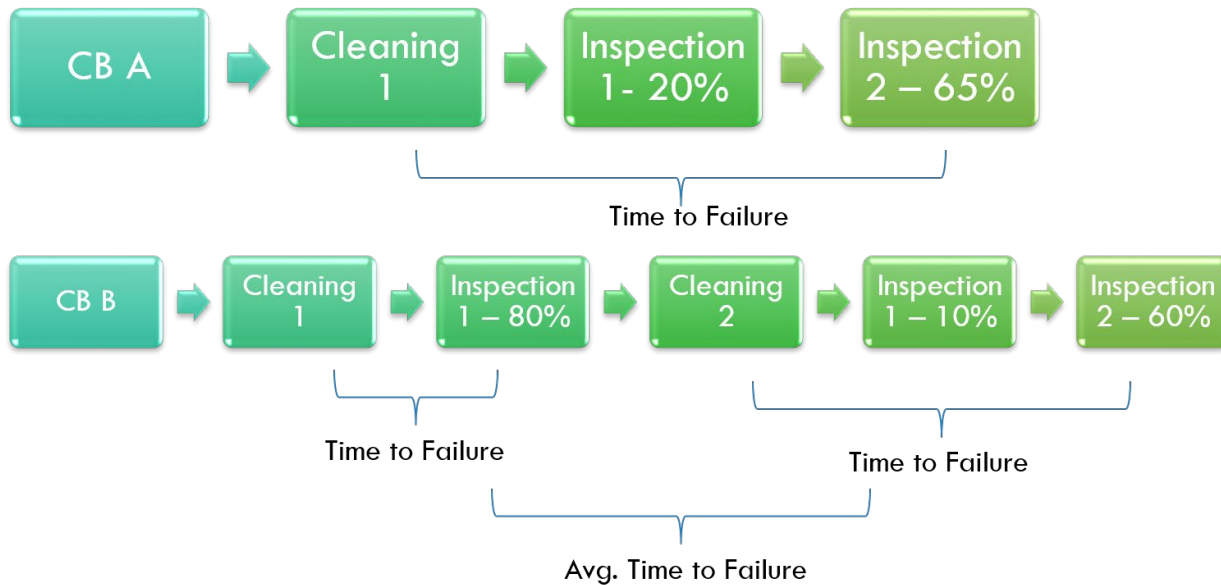 CB A
Cleaning
1
Inspection
1- 20%
Inspection
2 – 65%
Time to Failure
CB B
Cleaning
1
Inspection
1 – 80%
Cleaning
2
Inspection
1 – 10%
Inspection
2 – 60%
Time to Failure
Time to Failure
Avg. Time to Failure